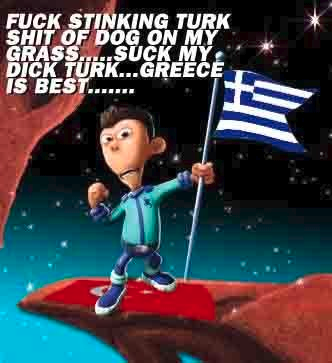 FUCK STINKING TURK
SHIT OF DOG ON MY
GRASS.....SUCK MY
DICK TURK...GREECE
IS BEST.......